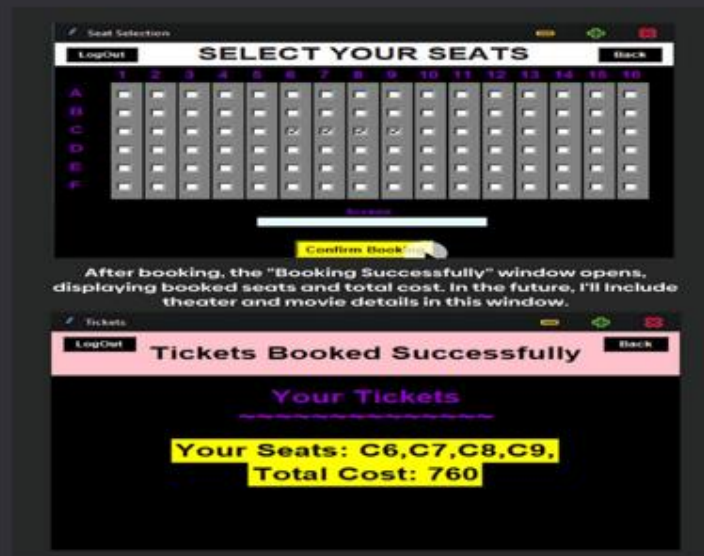 Seat Selection
LogOut SELECT YOUR SEATS Back
1 2 3 4 5 6 7 8 9 10 11 12 13 14 15 16
A
B
C
D
E
F
Screen
Confirm Booking
After booking, the "Booking Successfully" window opens,
displaying booked seats and total cost. In the future, I'll Include
theater and movie details in this window.
Tickets
LogOut Tickets Booked Successfully Back
Your Tickets
~~~~~~~~~~~~~~
Your Seats: C6,C7,C8,C9,
Total Cost: 760